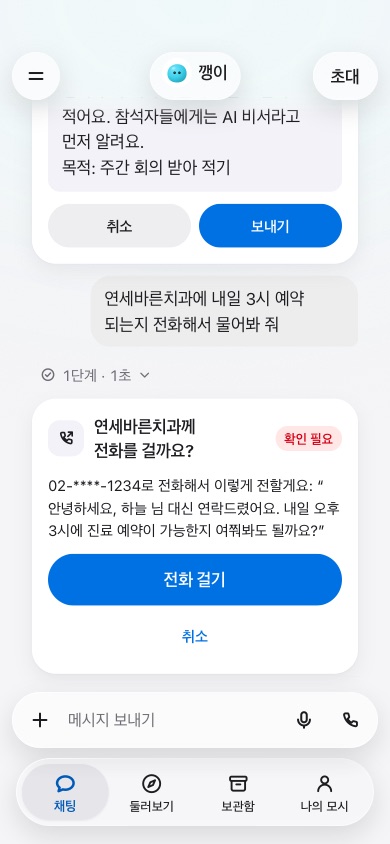 깽이
초대
적어요. 참석자들에게는 AI 비서라고
먼저 알려요.
목적: 주간 회의 받아 적기
취소
보내기
연세바른치과에 내일 3시 예약
되는지 전화해서 물어봐 줘
1단계 · 1초
연세바른치과께
전화를 걸까요?
확인 필요
02-****-1234로 전화해서 이렇게 전할게요: “
안녕하세요, 하늘 님 대신 연락드렸어요. 내일 오후
3시에 진료 예약이 가능한지 여쭤봐도 될까요?”
전화 걸기
취소
메시지 보내기
채팅
둘러보기
보관함
나의 모시